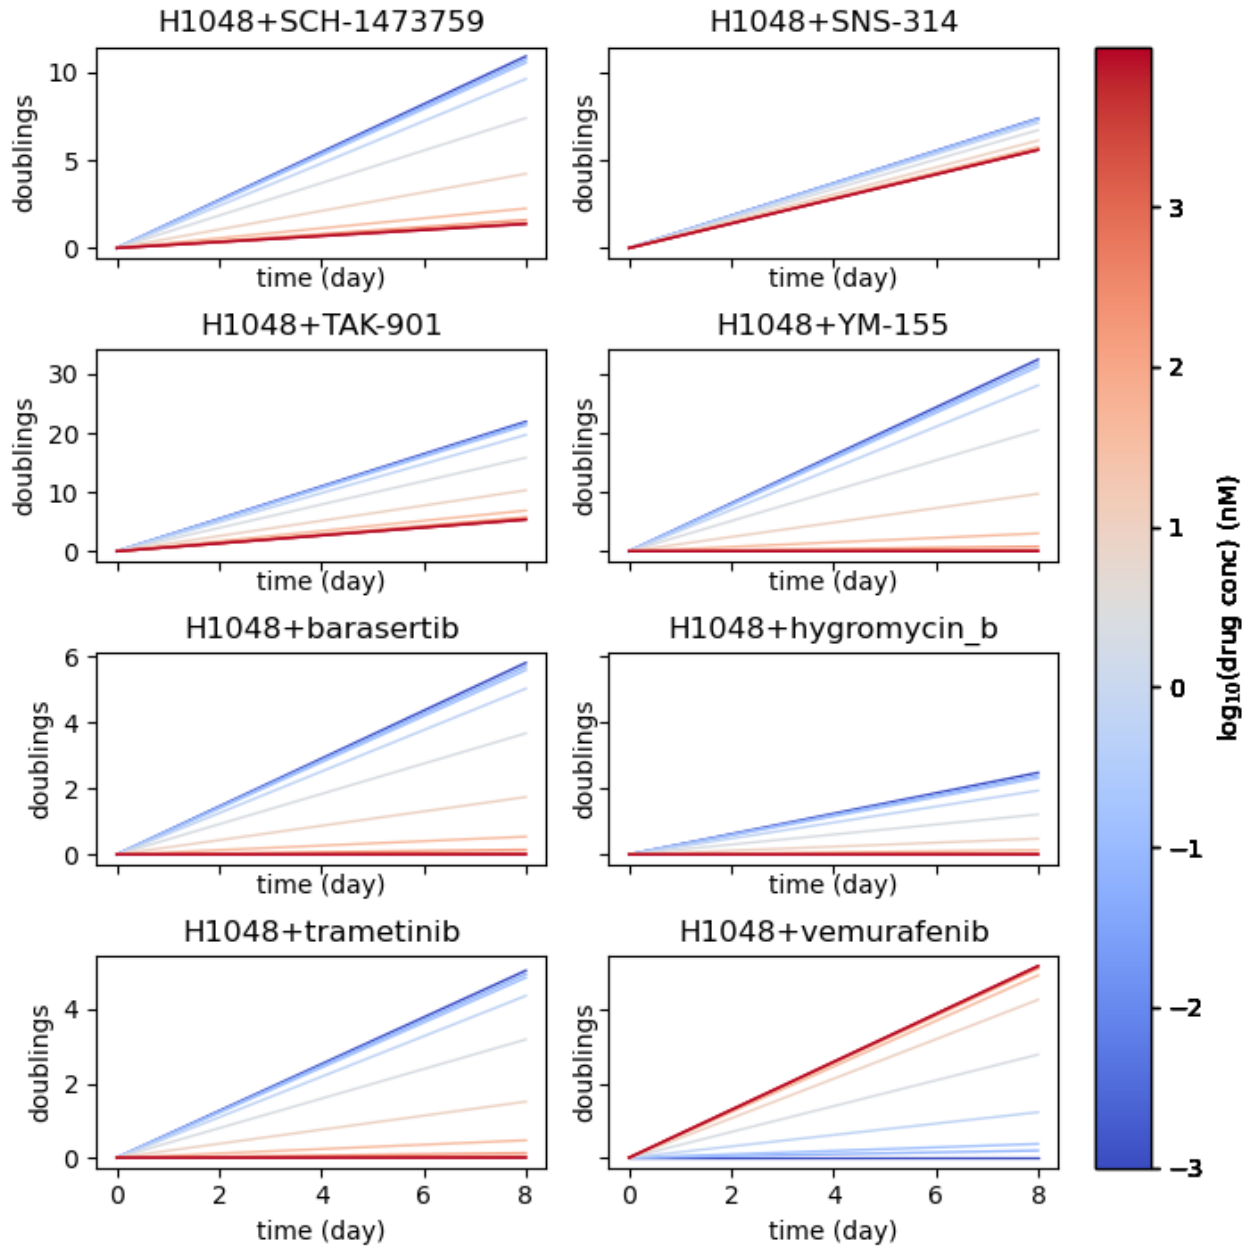 H1048+SCH-1473759
H1048+SNS-314
10
5
0
doublings
doublings
time (day)
time (day)
H1048+TAK-901
H1048+YM-155
30
20
10
0
doublings
doublings
time (day)
time (day)
H1048+barasertib
H1048+hygromycin_b
6
4
2
0
doublings
doublings
time (day)
time (day)
H1048+trametinib
H1048+vemurafenib
4
2
0
doublings
doublings
0 2 4 6 8
0 2 4 6 8
time (day)
time (day)
3
2
1
0
−1
−2
−3
log₁₀(drug conc) (nM)